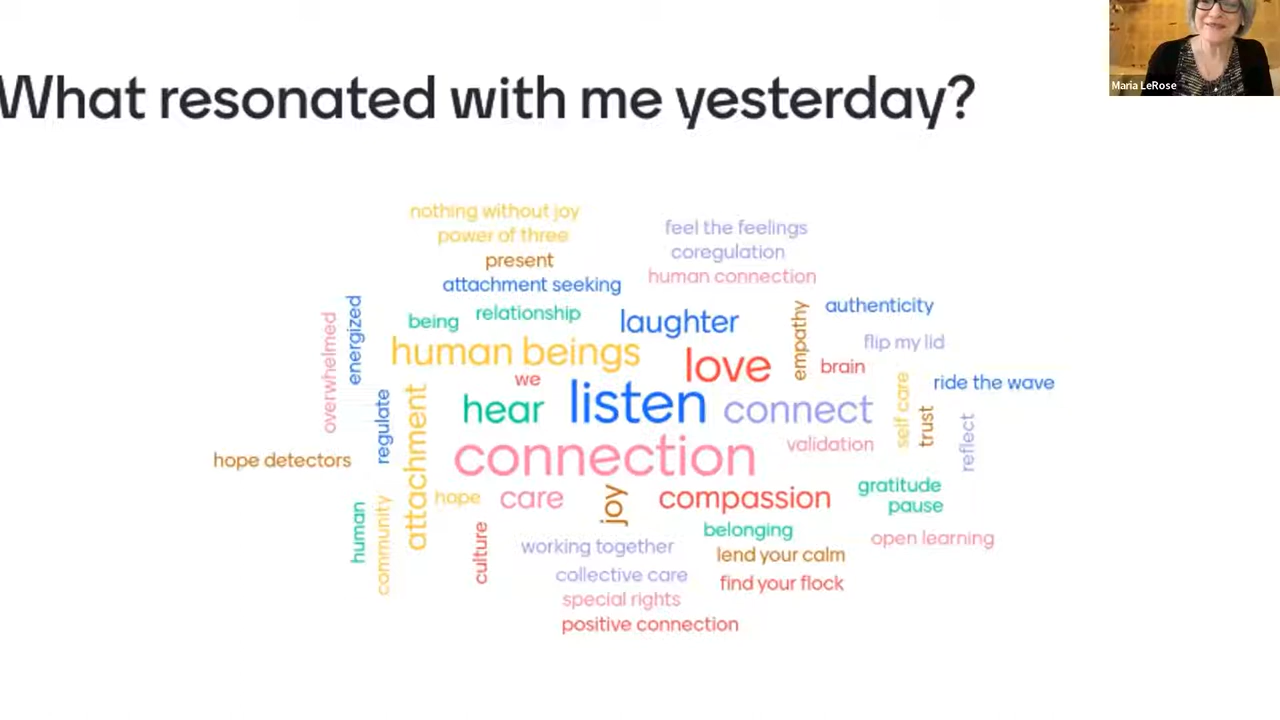 What resonated with me yesterday?
Maria LeRose
nothing without joy
power of three
present
attachment seeking
feel the feelings
coregulation
human connection
being
relationship
laughter
empathy
authenticity
overwhelmed
energized
human beings
love
brain
flip my lid
we
hear
listen
connect
self care
trust
ride the wave
reflect
regulate
attachment
connection
validation
hope detectors
hope
care
joy
compassion
gratitude
pause
human
community
culture
working together
belonging
lend your calm
open learning
collective care
find your flock
special rights
positive connection